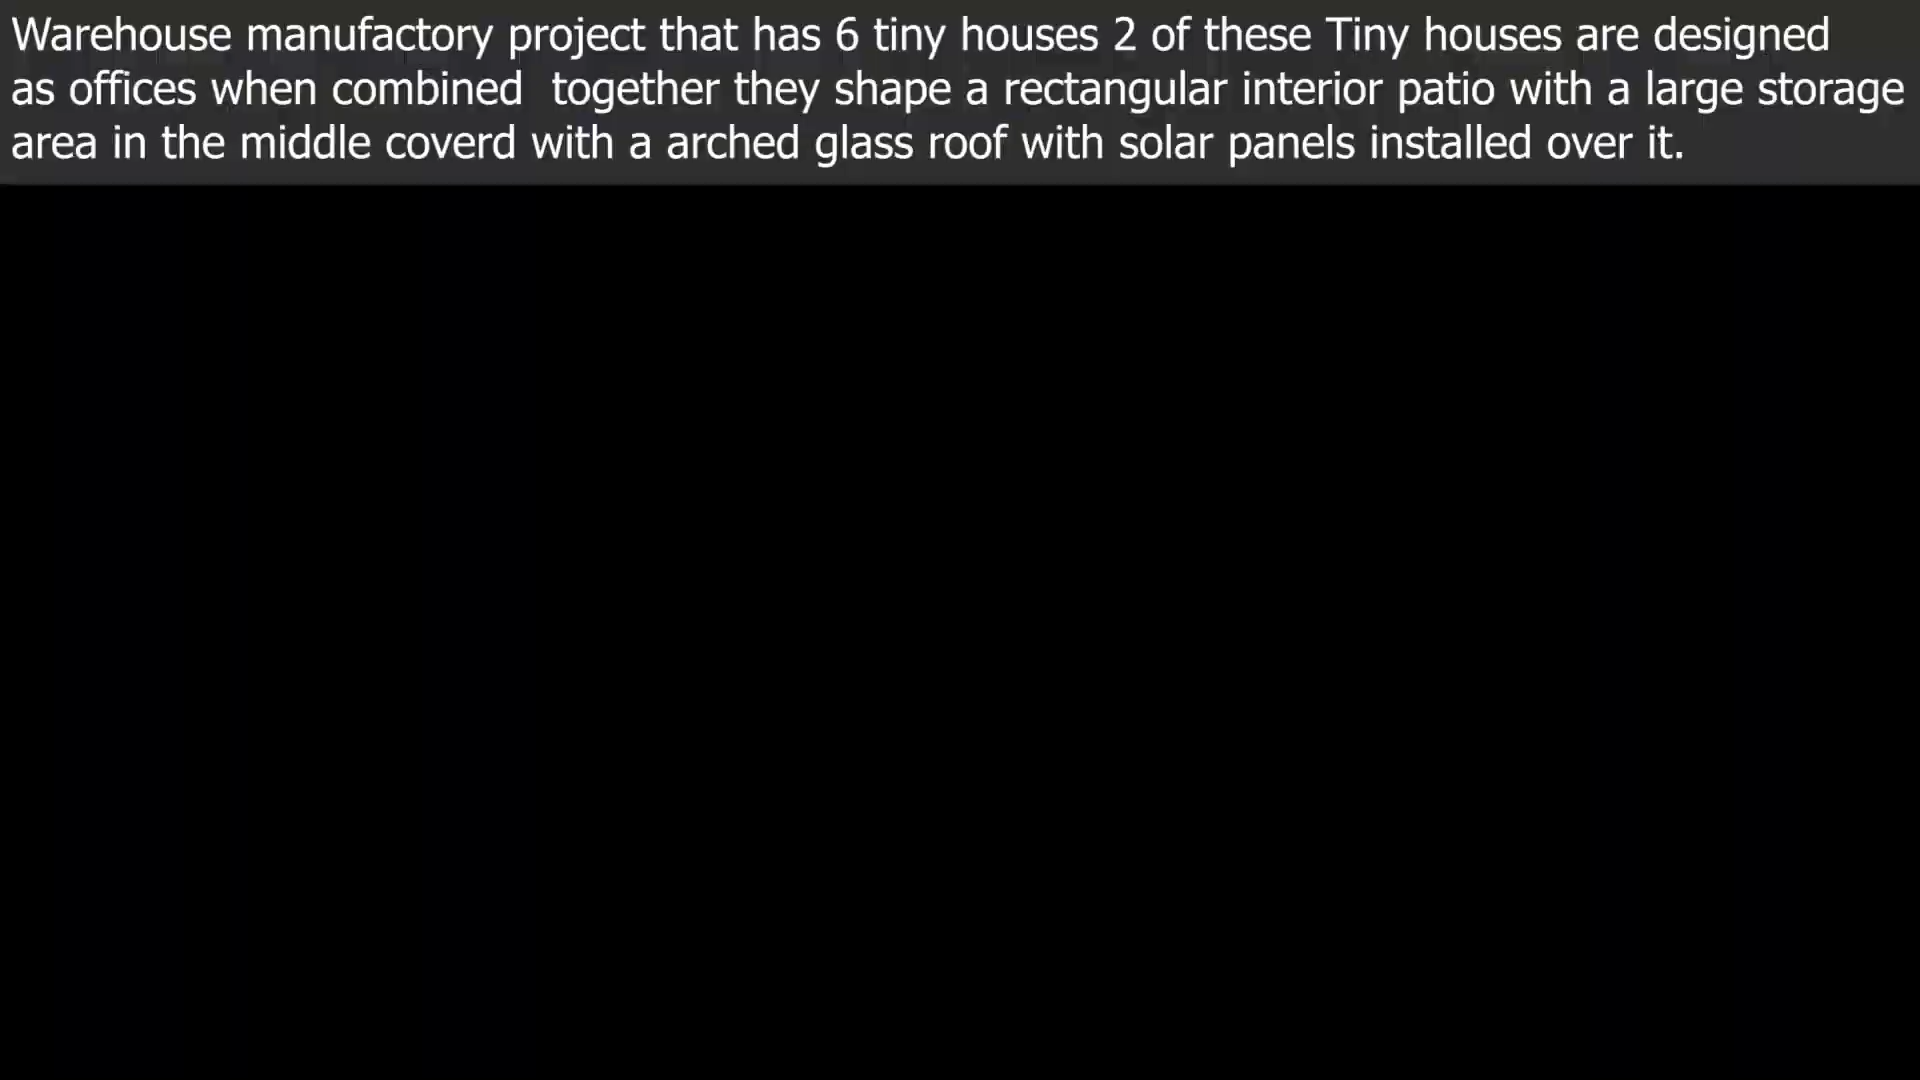 Warehouse manufactory project that has 6 tiny houses 2 of these Tiny houses are designed
as offices when combined  together they shape a rectangular interior patio with a large storage
area in the middle coverd with a arched glass roof with solar panels installed over it.